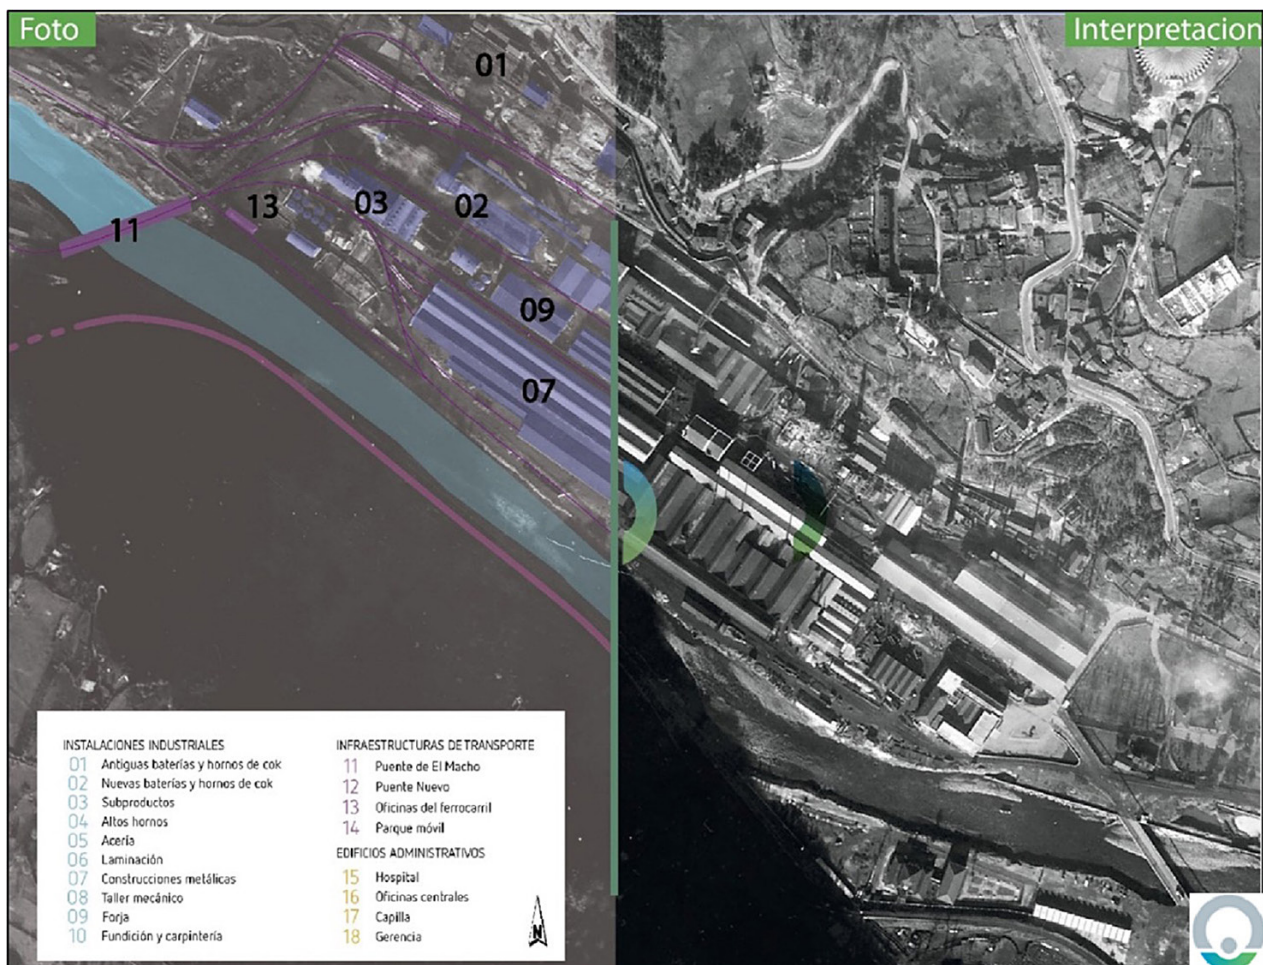 Foto
Interpretacion
01
11
13
03
02
09
07
INSTALACIONES INDUSTRIALES
01 Antiguas baterías y hornos de cok
02 Nuevas baterías y hornos de cok
03 Subproductos
04 Altos hornos
05 Acería
06 Laminación
07 Construcciones metálicas
08 Taller mecánico
09 Forja
10 Fundición y carpintería
INFRAESTRUCTURAS DE TRANSPORTE
11 Puente de El Macho
12 Puente Nuevo
13 Oficinas del ferrocarril
14 Parque móvil
EDIFICIOS ADMINISTRATIVOS
15 Hospital
16 Oficinas centrales
17 Capilla
18 Gerencia
N